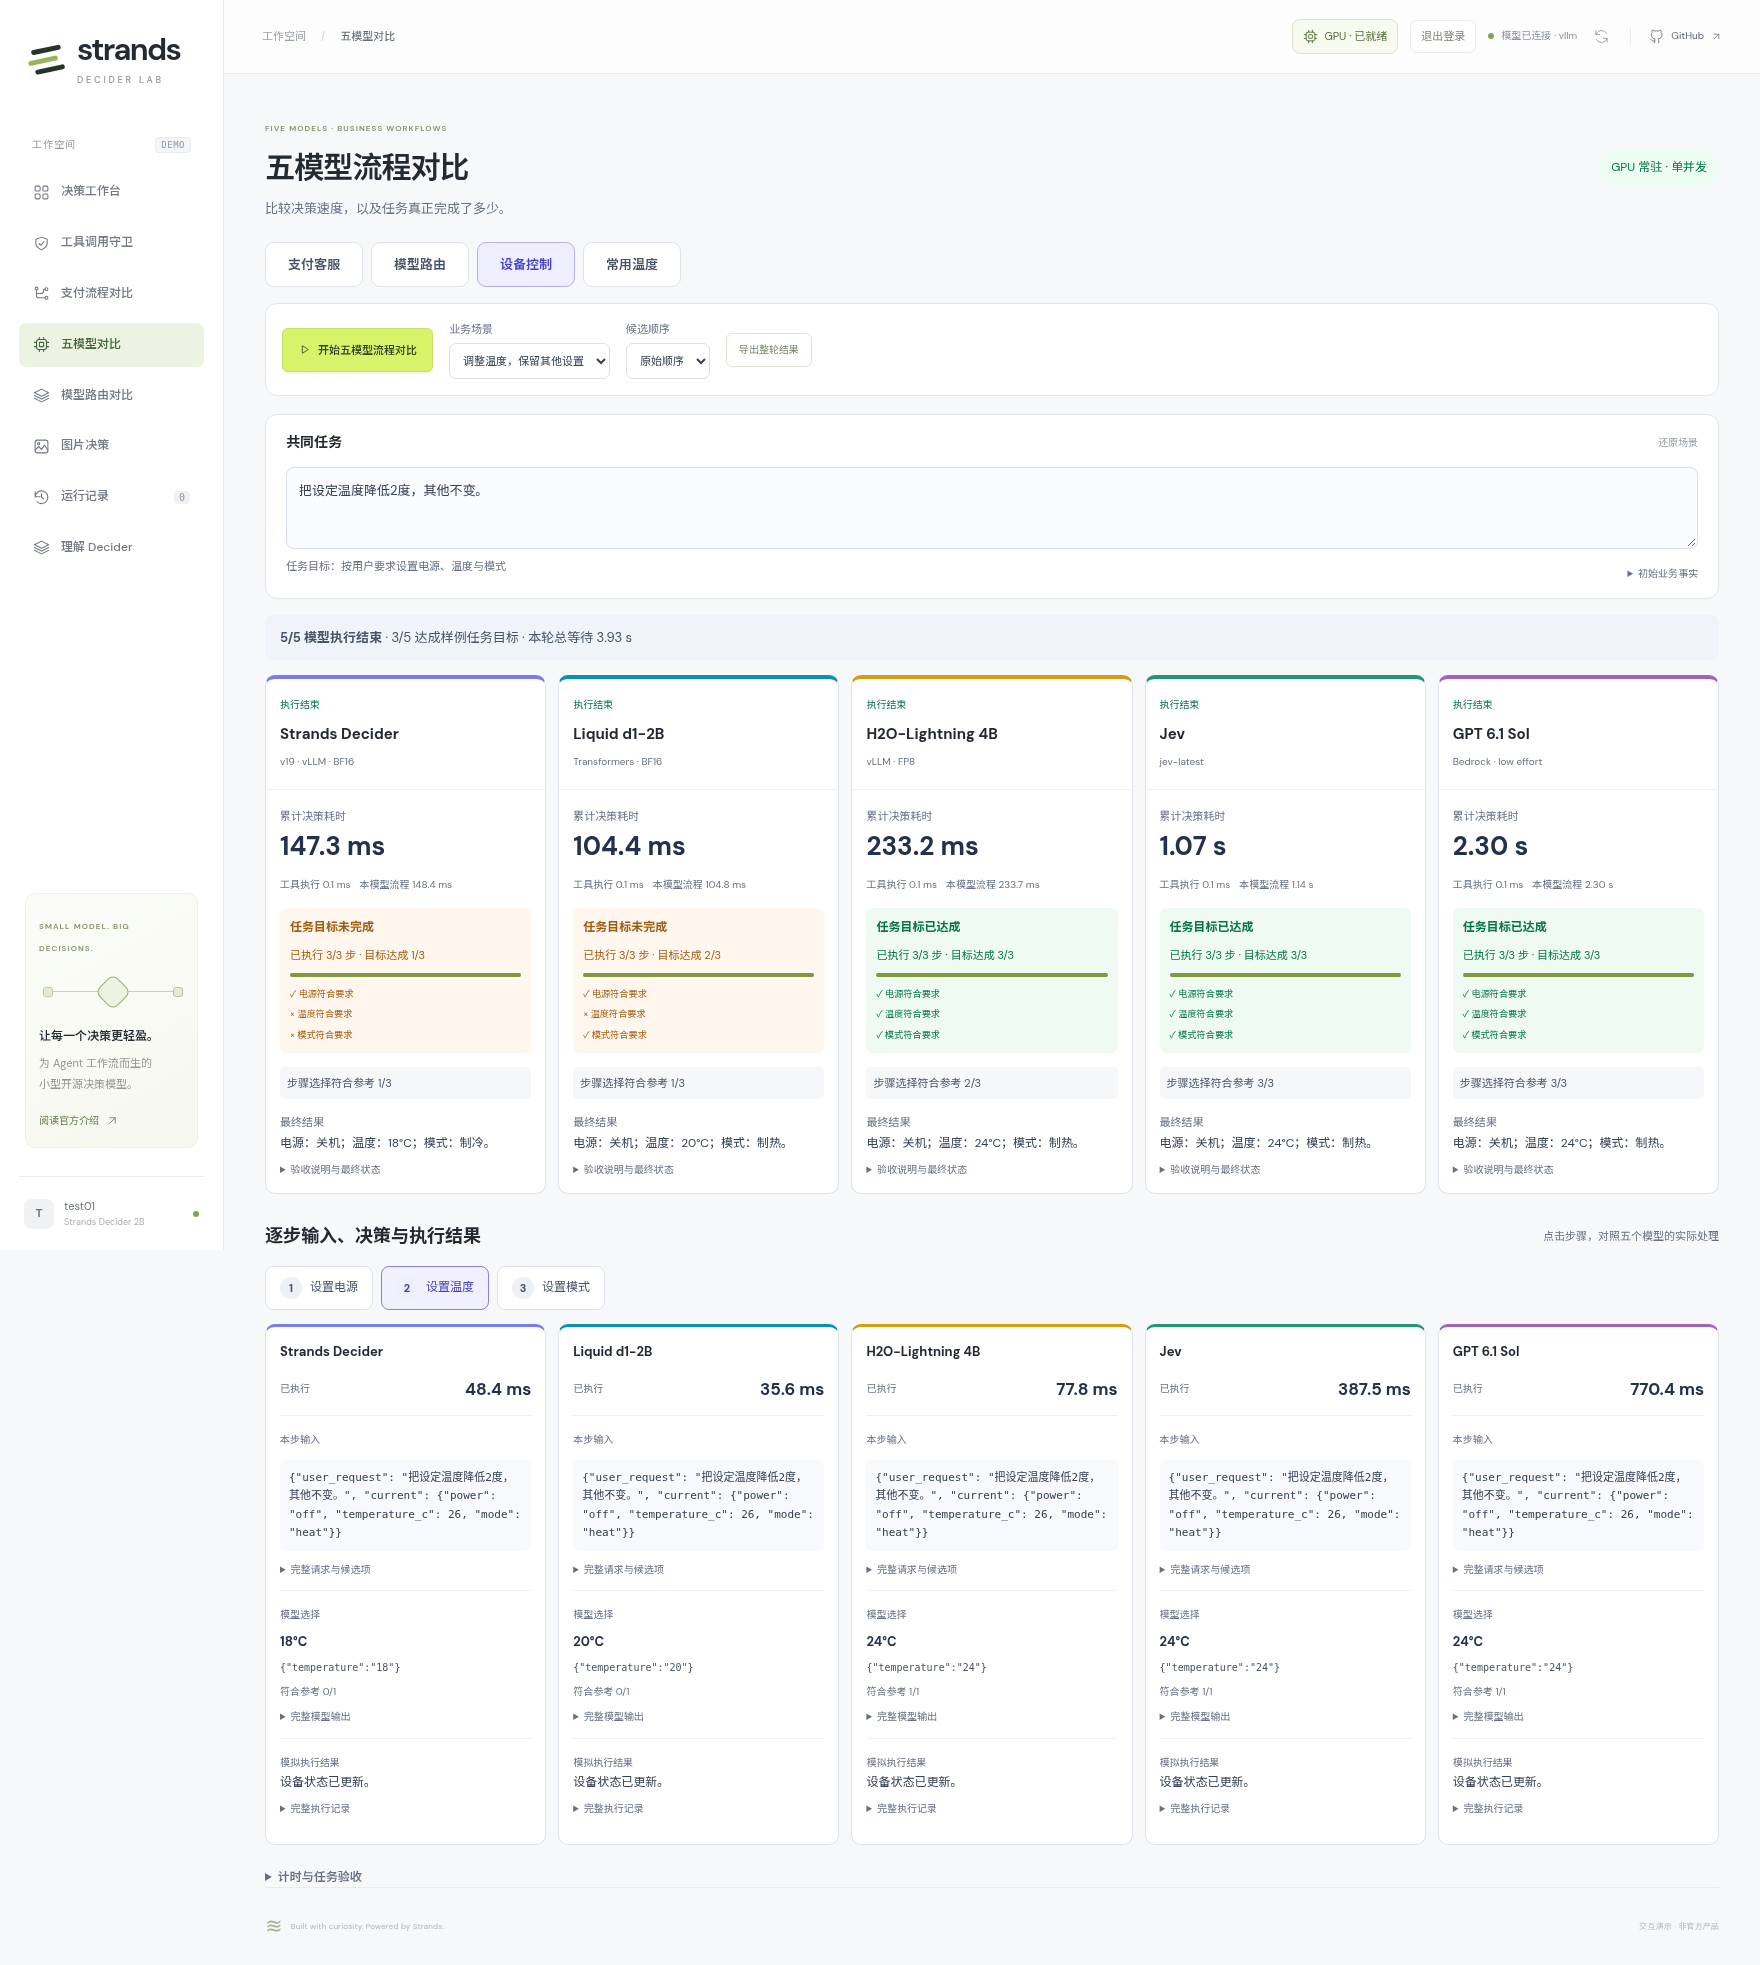 strands
DECIDER LAB
工作空间 DEMO
决策工作台
工具调用守卫
支付流程对比
五模型对比
模型路由对比
图片决策
运行记录 0
理解 Decider
SMALL MODEL. BIG
DECISIONS.
让每一个决策更轻盈。
为 Agent 工作流而生的
小型开源决策模型。
阅读官方介绍
T test01
Strands Decider 2B
工作空间 / 五模型对比
GPU · 已就绪 退出登录 模型已连接 · vllm GitHub
FIVE MODELS · BUSINESS WORKFLOWS
五模型流程对比
GPU 常驻 · 单并发
比较决策速度，以及任务真正完成了多少。
支付客服 模型路由 设备控制 常用温度
业务场景 候选顺序
开始五模型流程对比 调整温度，保留其他设置 原始顺序 导出整轮结果
共同任务 还原场景
把设定温度降低2度，其他不变。
任务目标：按用户要求设置电源、温度与模式
▶ 初始业务事实
5/5 模型执行结束 · 3/5 达成样例任务目标 · 本轮总等待 3.93 s
执行结束
Strands Decider
v19 · vLLM · BF16
累计决策耗时
147.3 ms
工具执行 0.1 ms 本模型流程 148.4 ms
任务目标未完成
已执行 3/3 步 · 目标达成 1/3
✓ 电源符合要求
× 温度符合要求
× 模式符合要求
步骤选择符合参考 1/3
最终结果
电源：关机；温度：18°C；模式：制冷。
▶ 验收说明与最终状态
执行结束
Liquid d1-2B
Transformers · BF16
累计决策耗时
104.4 ms
工具执行 0.1 ms 本模型流程 104.8 ms
任务目标未完成
已执行 3/3 步 · 目标达成 2/3
✓ 电源符合要求
× 温度符合要求
✓ 模式符合要求
步骤选择符合参考 1/3
最终结果
电源：关机；温度：20°C；模式：制热。
▶ 验收说明与最终状态
执行结束
H2O-Lightning 4B
vLLM · FP8
累计决策耗时
233.2 ms
工具执行 0.1 ms 本模型流程 233.7 ms
任务目标已达成
已执行 3/3 步 · 目标达成 3/3
✓ 电源符合要求
✓ 温度符合要求
✓ 模式符合要求
步骤选择符合参考 2/3
最终结果
电源：关机；温度：24°C；模式：制热。
▶ 验收说明与最终状态
执行结束
Jev
jev-latest
累计决策耗时
1.07 s
工具执行 0.1 ms 本模型流程 1.14 s
任务目标已达成
已执行 3/3 步 · 目标达成 3/3
✓ 电源符合要求
✓ 温度符合要求
✓ 模式符合要求
步骤选择符合参考 3/3
最终结果
电源：关机；温度：24°C；模式：制热。
▶ 验收说明与最终状态
执行结束
GPT 6.1 Sol
Bedrock · low effort
累计决策耗时
2.30 s
工具执行 0.1 ms 本模型流程 2.30 s
任务目标已达成
已执行 3/3 步 · 目标达成 3/3
✓ 电源符合要求
✓ 温度符合要求
✓ 模式符合要求
步骤选择符合参考 3/3
最终结果
电源：关机；温度：24°C；模式：制热。
▶ 验收说明与最终状态
逐步输入、决策与执行结果 点击步骤，对照五个模型的实际处理
1 设置电源 2 设置温度 3 设置模式
Strands Decider
已执行 48.4 ms
本步输入
{"user_request": "把设定温度降低2度，
其他不变。", "current": {"power":
"off", "temperature_c": 26, "mode":
"heat"}}
▶ 完整请求与候选项
模型选择
18°C
{"temperature":"18"}
符合参考 0/1
▶ 完整模型输出
模拟执行结果
设备状态已更新。
▶ 完整执行记录
Liquid d1-2B
已执行 35.6 ms
本步输入
{"user_request": "把设定温度降低2度，
其他不变。", "current": {"power":
"off", "temperature_c": 26, "mode":
"heat"}}
▶ 完整请求与候选项
模型选择
20°C
{"temperature":"20"}
符合参考 0/1
▶ 完整模型输出
模拟执行结果
设备状态已更新。
▶ 完整执行记录
H2O-Lightning 4B
已执行 77.8 ms
本步输入
{"user_request": "把设定温度降低2度，
其他不变。", "current": {"power":
"off", "temperature_c": 26, "mode":
"heat"}}
▶ 完整请求与候选项
模型选择
24°C
{"temperature":"24"}
符合参考 1/1
▶ 完整模型输出
模拟执行结果
设备状态已更新。
▶ 完整执行记录
Jev
已执行 387.5 ms
本步输入
{"user_request": "把设定温度降低2度，
其他不变。", "current": {"power":
"off", "temperature_c": 26, "mode":
"heat"}}
▶ 完整请求与候选项
模型选择
24°C
{"temperature":"24"}
符合参考 1/1
▶ 完整模型输出
模拟执行结果
设备状态已更新。
▶ 完整执行记录
GPT 6.1 Sol
已执行 770.4 ms
本步输入
{"user_request": "把设定温度降低2度，
其他不变。", "current": {"power":
"off", "temperature_c": 26, "mode":
"heat"}}
▶ 完整请求与候选项
模型选择
24°C
{"temperature":"24"}
符合参考 1/1
▶ 完整模型输出
模拟执行结果
设备状态已更新。
▶ 完整执行记录
▶ 计时与任务验收
Built with curiosity. Powered by Strands. 交互演示 · 非官方产品